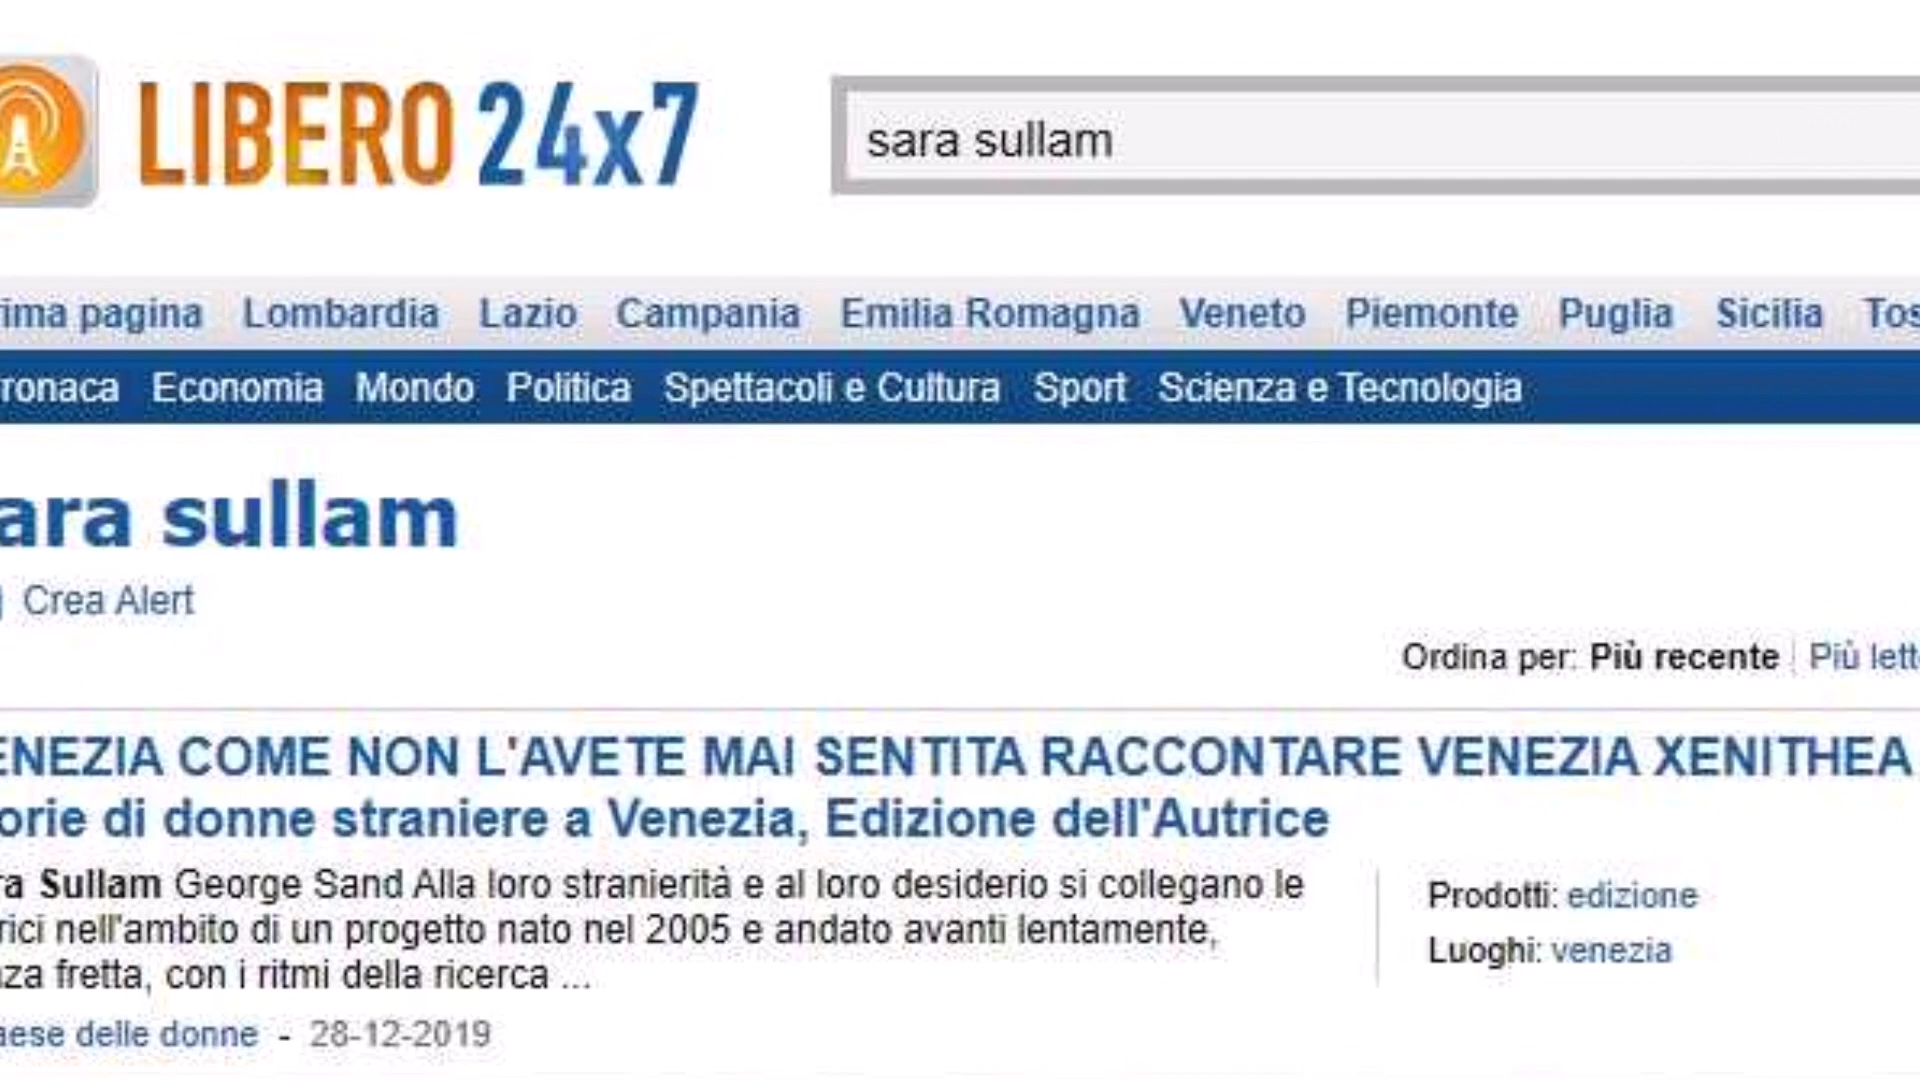 LIBERO 24x7
sara sullam
ima pagina Lombardia Lazio Campania Emilia Romagna Veneto Piemonte Puglia Sicilia Tos
ronaca Economia Mondo Politica Spettacoli e Cultura Sport Scienza e Tecnologia
ara sullam
Crea Alert
Ordina per: Più recente | Più lett
ENEZIA COME NON L'AVETE MAI SENTITA RACCONTARE VENEZIA XENITHEA
orie di donne straniere a Venezia, Edizione dell'Autrice
ra Sullam George Sand Alla loro stranierità e al loro desiderio si collegano le
rici nell'ambito di un progetto nato nel 2005 e andato avanti lentamente,
za fretta, con i ritmi della ricerca ...
Prodotti: edizione
Luoghi: venezia
aese delle donne - 28-12-2019